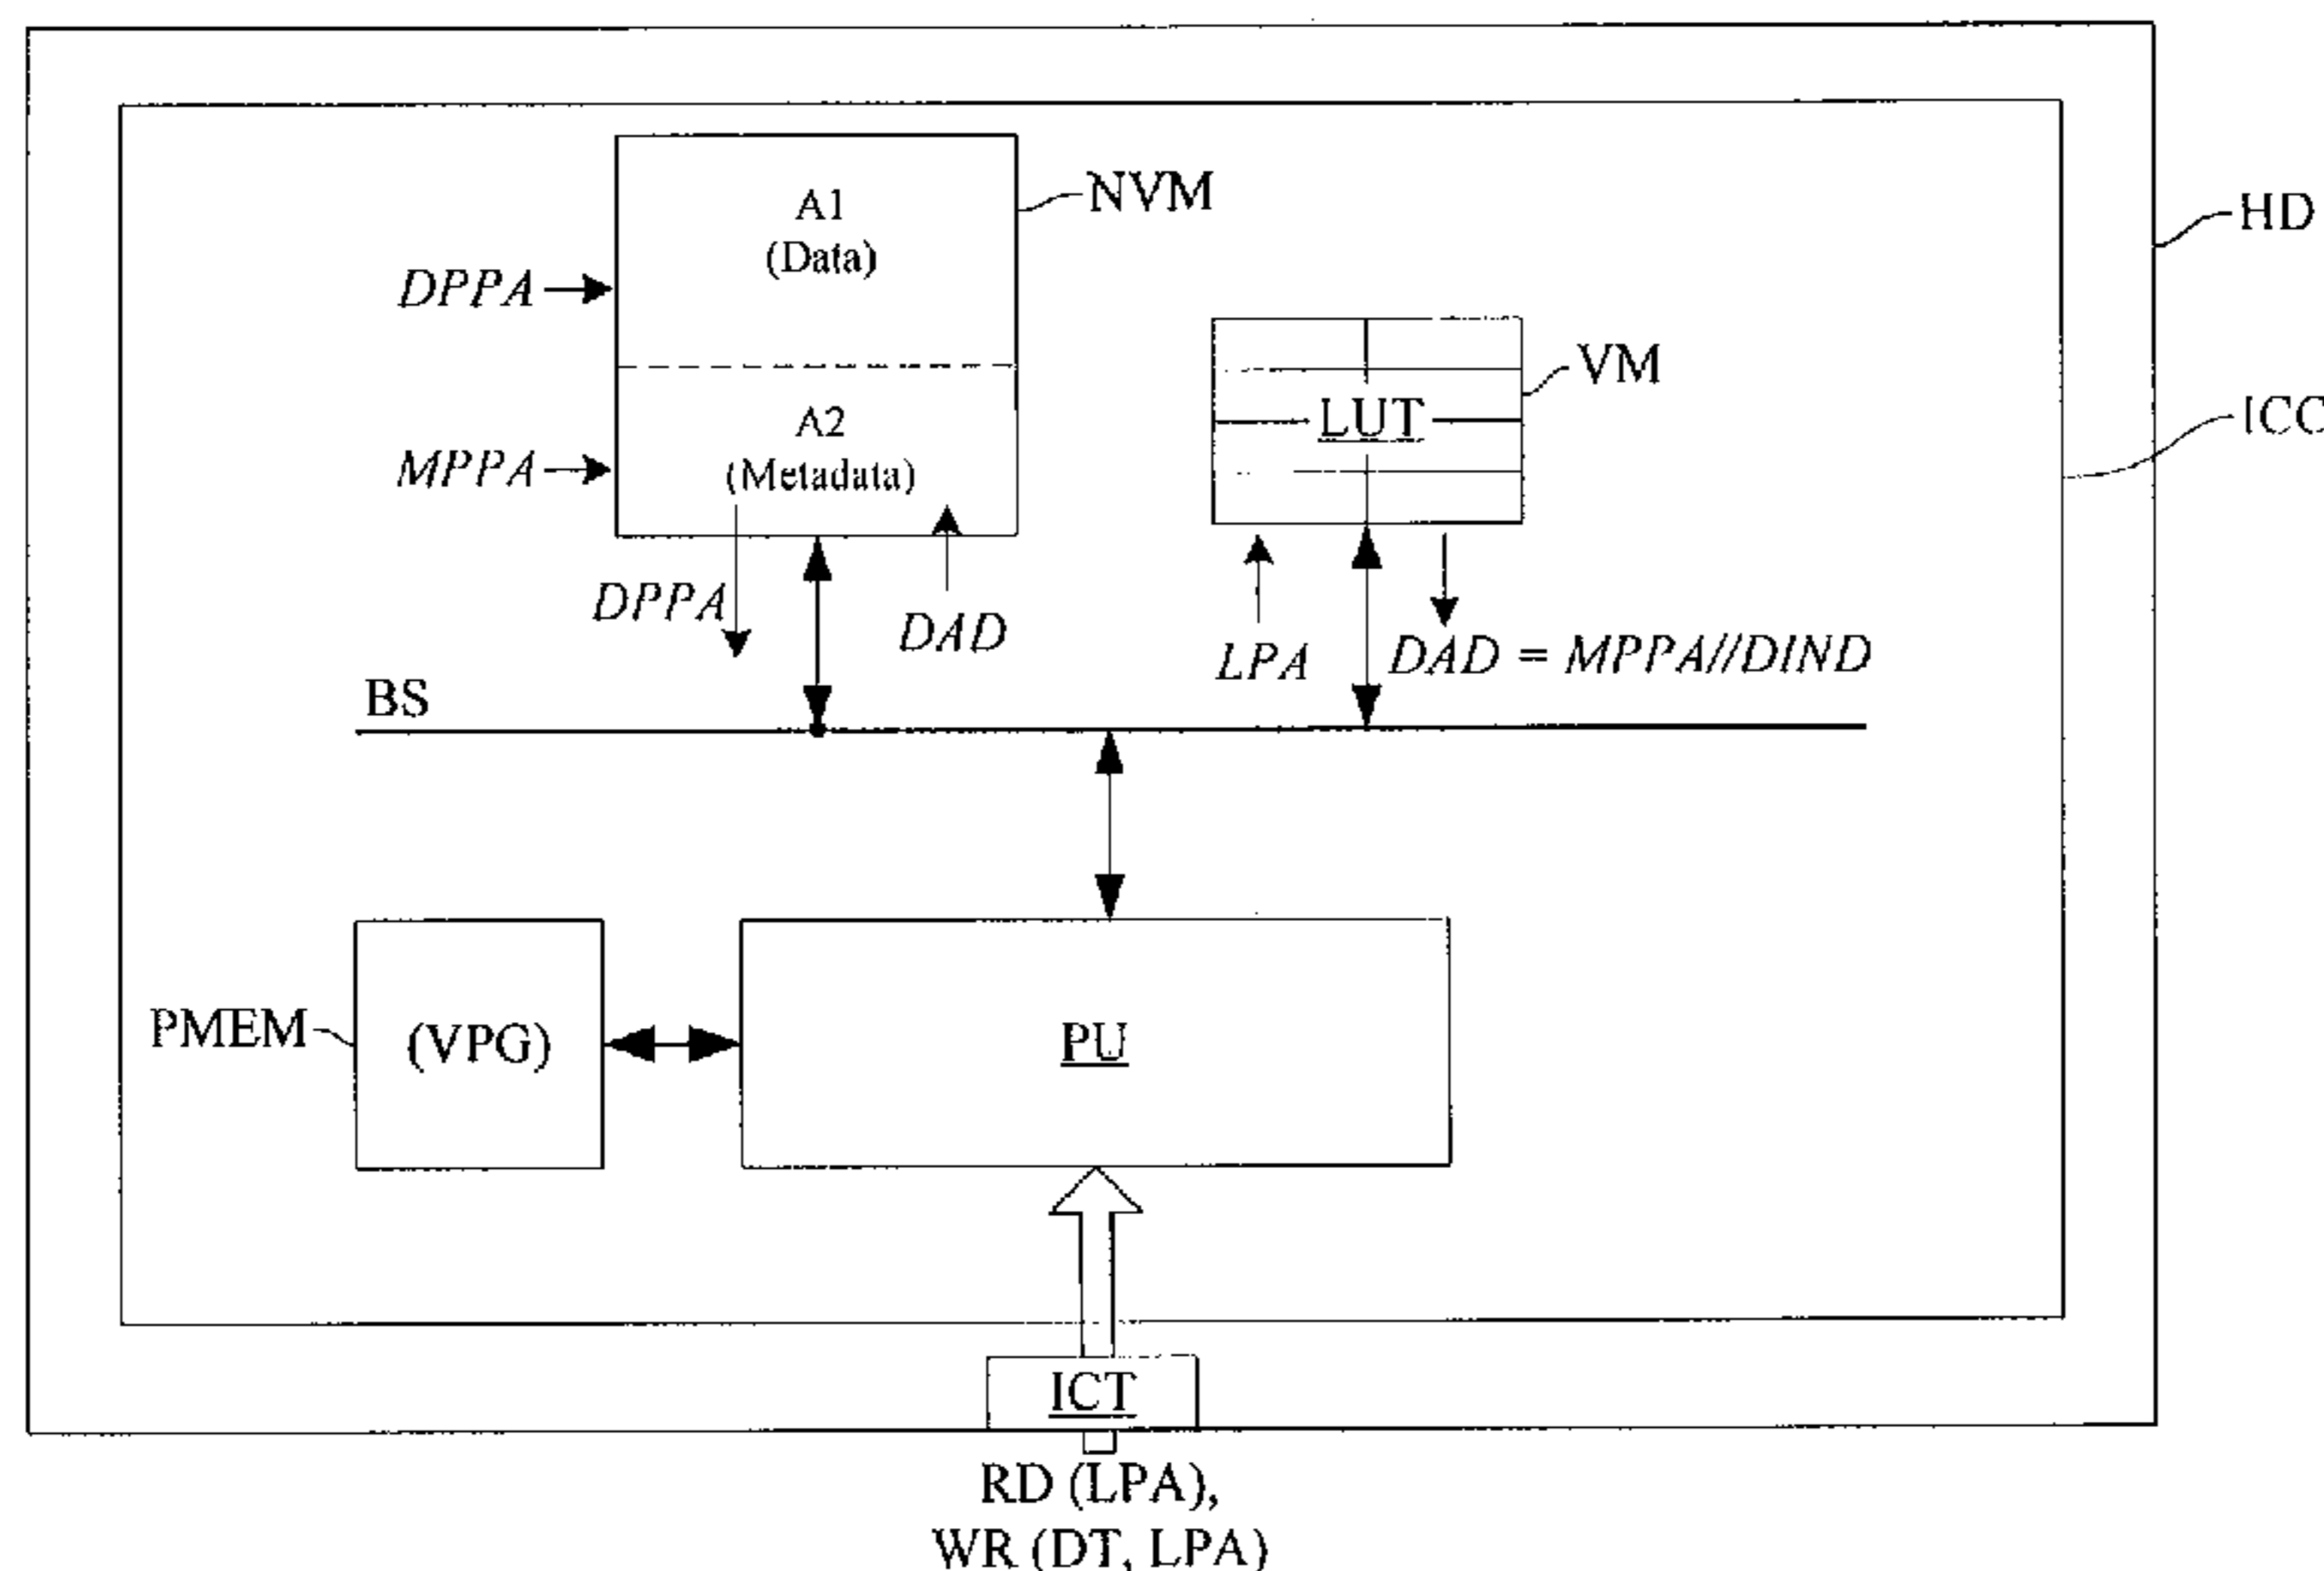 A1
(Data)
NVM
HD
DPPA
VM
LUT
ICC
A2
(Metadata)
MPPA
DPPA
DAD
LPA
DAD = MPPA//DIND
BS
PMEM
(VPG)
PU
ICT
RD (LPA),
WR (DT, LPA)